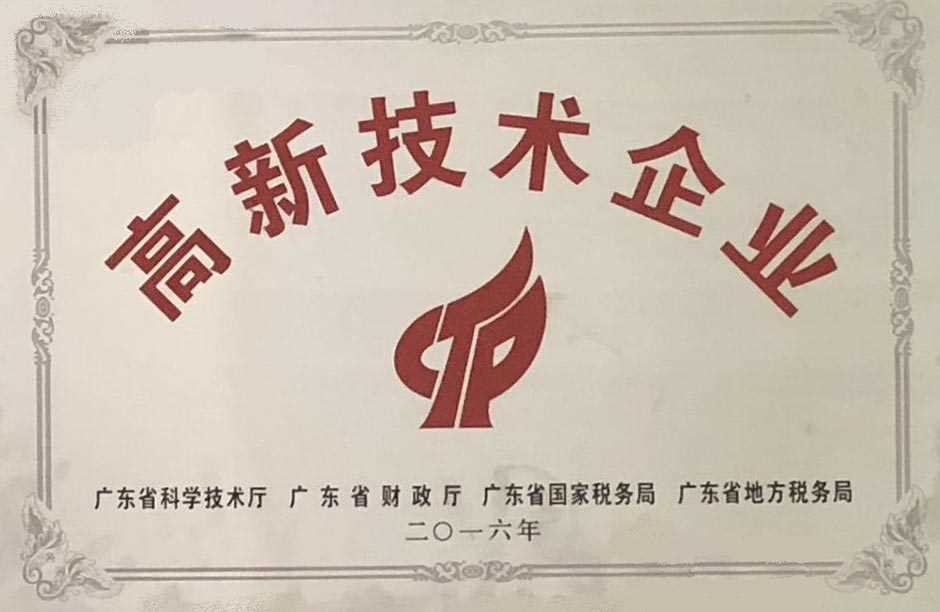 高新技术企业
广东省科学技术厅 广东省财政厅 广东省国家税务局 广东省地方税务局
二〇一六年